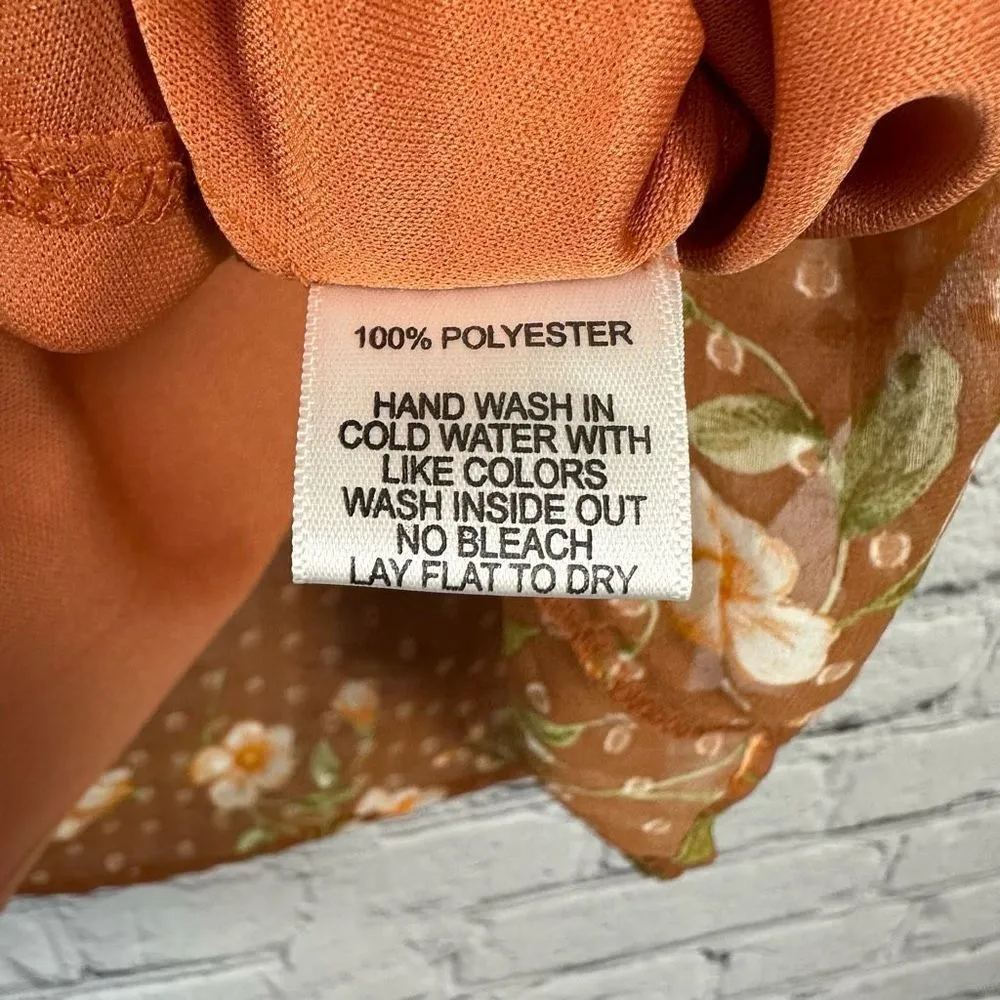 100% POLYESTER
HAND WASH IN
COLD WATER WITH
LIKE COLORS
WASH INSIDE OUT
NO BLEACH
LAY FLAT TO DRY